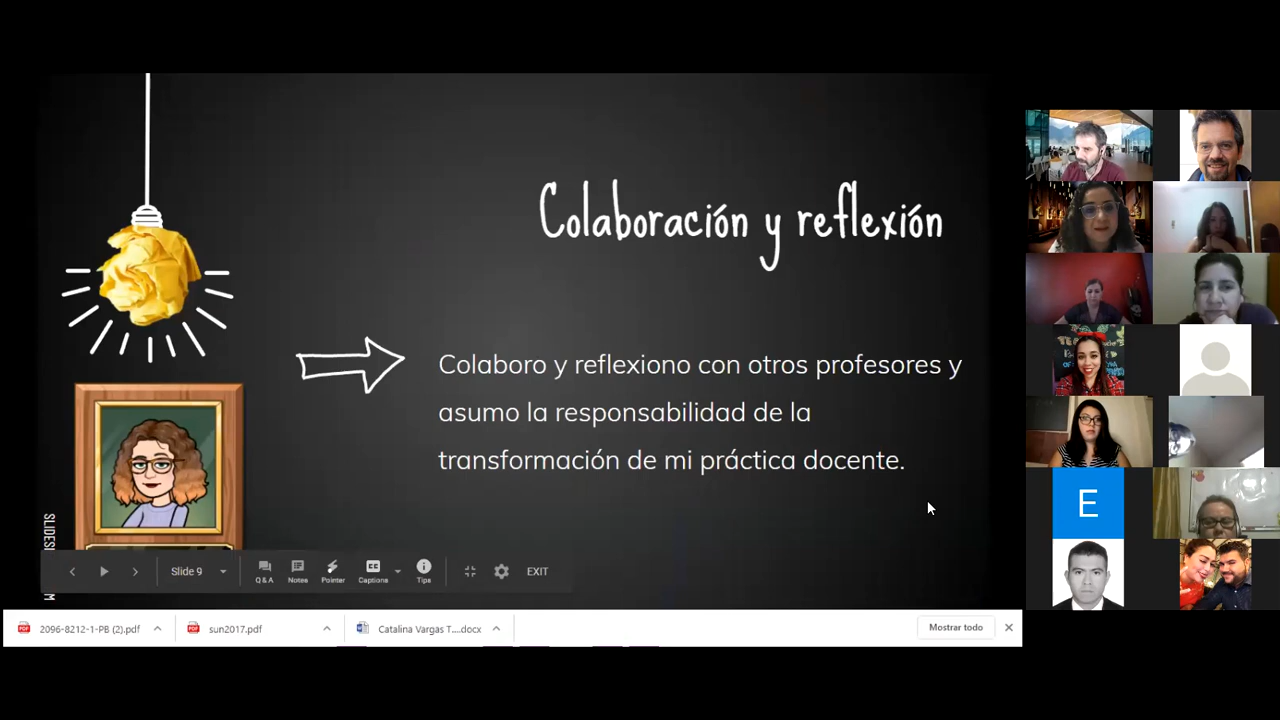 Colaboración y reflexión
Colaboro y reflexiono con otros profesores y
asumo la responsabilidad de la
transformación de mi práctica docente.
Slide 9
Q & A
Notes
Pointer
Captions
Tips
EXIT
2096-8212-1-PB (2).pdf
sun2017.pdf
Catalina Vargas T....docx
Mostrar todo
E